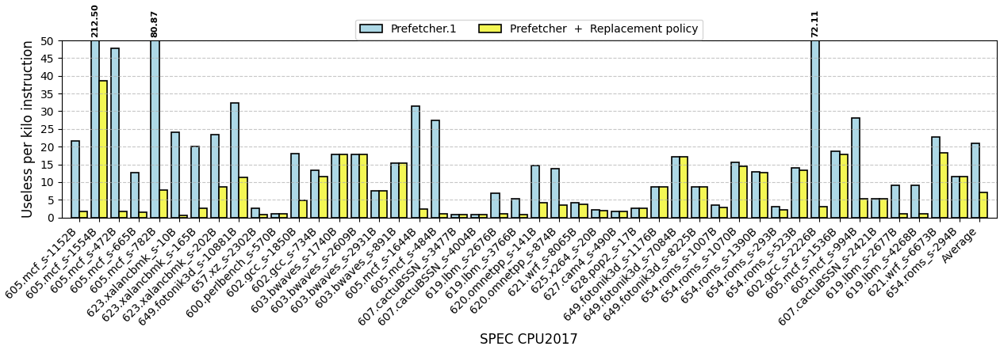 212.50 80.87 72.11
Prefetcher.1 Prefetcher + Replacement policy
Useless per kilo instruction
50
45
40
35
30
25
20
15
10
5
0
605.mcf_s-1152B
605.mcf_s-1554B
605.mcf_s-472B
605.mcf_s-665B
605.mcf_s-782B
623.xalancbmk_s-10B
623.xalancbmk_s-165B
623.xalancbmk_s-202B
649.fotonik3d_s-10881B
657.xz_s-2302B
600.perlbench_s-570B
602.gcc_s-1850B
602.gcc_s-734B
603.bwaves_s-1740B
603.bwaves_s-2609B
603.bwaves_s-2931B
603.bwaves_s-891B
605.mcf_s-1644B
605.mcf_s-484B
607.cactuBSSN_s-3477B
607.cactuBSSN_s-4004B
619.lbm_s-2676B
619.lbm_s-3766B
620.omnetpp_s-141B
620.omnetpp_s-874B
621.wrf_s-8065B
625.x264_s-20B
627.cam4_s-490B
628.pop2_s-17B
649.fotonik3d_s-1176B
649.fotonik3d_s-7084B
649.fotonik3d_s-8225B
654.roms_s-1007B
654.roms_s-1070B
654.roms_s-1390B
654.roms_s-293B
654.roms_s-523B
602.gcc_s-2226B
605.mcf_s-1536B
605.mcf_s-994B
607.cactuBSSN_s-2421B
619.lbm_s-2677B
619.lbm_s-4268B
621.wrf_s-6673B
654.roms_s-294B
Average
SPEC CPU2017